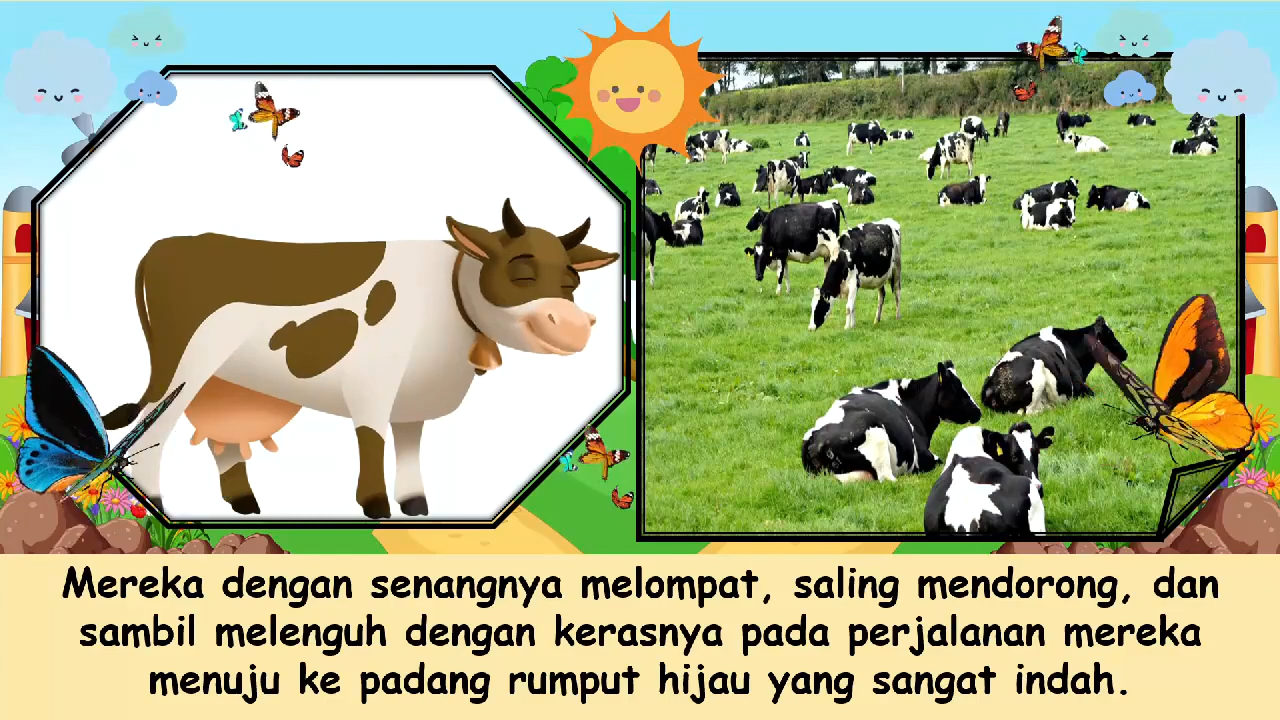 Mereka dengan senangnya melompat, saling mendorong, dan
sambil melenguh dengan kerasnya pada perjalanan mereka
menuju ke padang rumput hijau yang sangat indah.